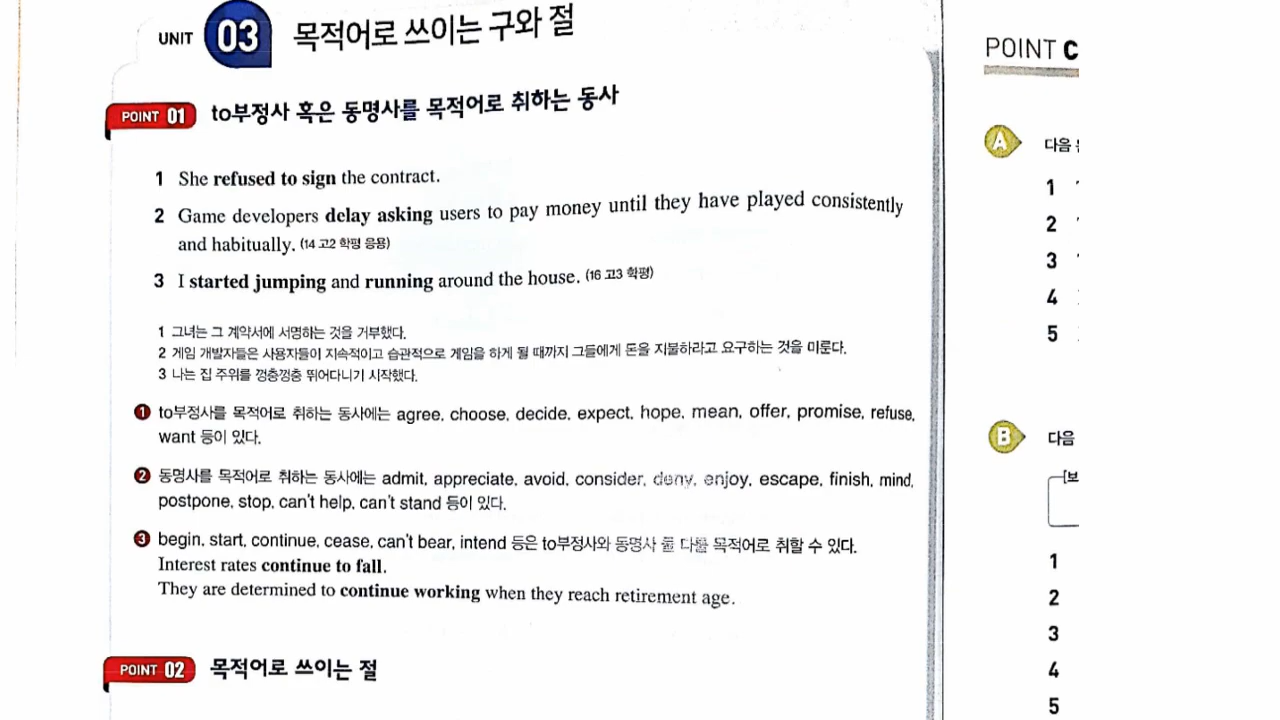 UNIT 03 목적어로 쓰이는 구와 절
POINT 01 to부정사 혹은 동명사를 목적어로 취하는 동사
1 She refused to sign the contract.
2 Game developers delay asking users to pay money until they have played consistently
and habitually. (14 고2 학평 응용)
3 I started jumping and running around the house. (16 고3 학평)
1 그녀는 그 계약서에 서명하는 것을 거부했다.
2 게임 개발자들은 사용자들이 지속적이고 습관적으로 게임을 하게 될 때까지 그들에게 돈을 지불하라고 요구하는 것을 미룬다.
3 나는 집 주위를 껑충껑충 뛰어다니기 시작했다.
❶ to부정사를 목적어로 취하는 동사에는 agree, choose, decide, expect, hope, mean, offer, promise, refuse,
want 등이 있다.
❷ 동명사를 목적어로 취하는 동사에는 admit, appreciate, avoid, consider, deny, enjoy, escape, finish, mind,
postpone, stop, can't help, can't stand 등이 있다.
❸ begin, start, continue, cease, can't bear, intend 등은 to부정사와 동명사 둘 다를 목적어로 취할 수 있다.
Interest rates continue to fall.
They are determined to continue working when they reach retirement age.
POINT 02 목적어로 쓰이는 절
POINT C
A 다음
1
2
3
4
5
B 다음
[보
1
2
3
4
5